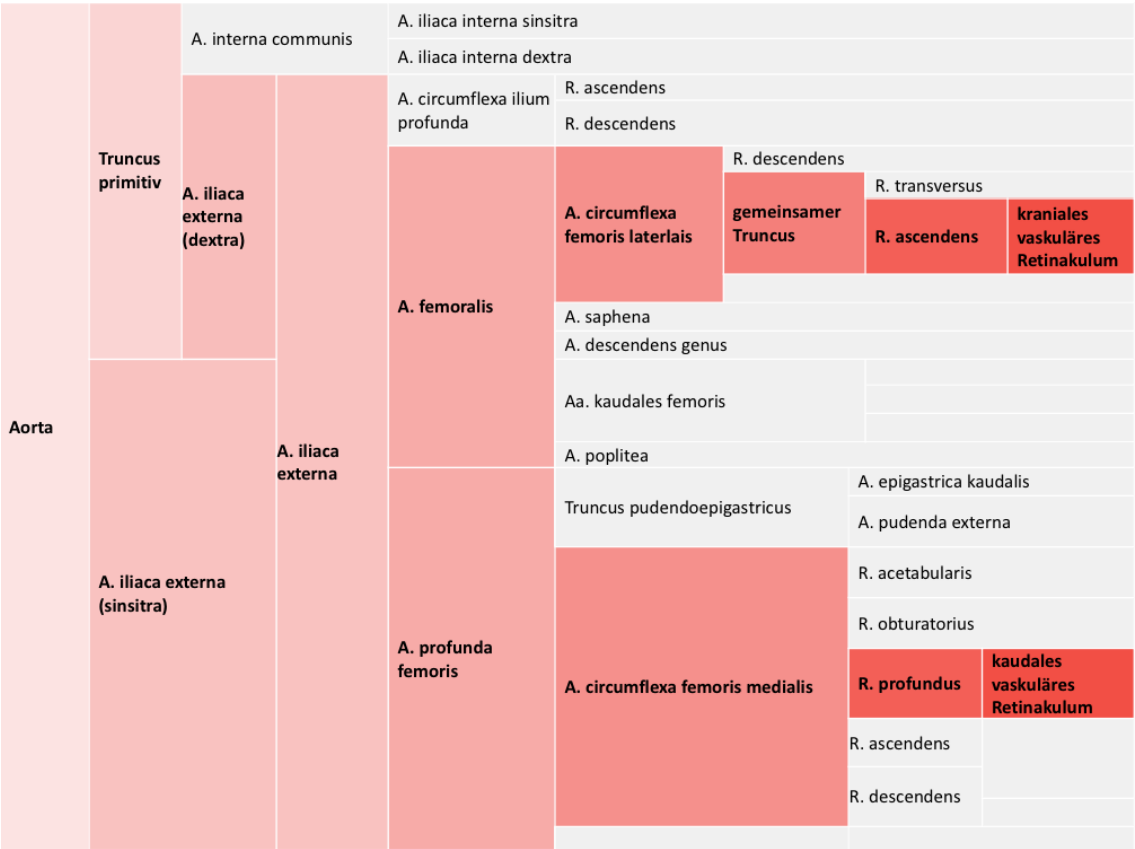 A. interna communis
A. iliaca interna sinsitra
A. iliaca interna dextra
Truncus
primitiv
A. iliaca
externa
(dextra)
A. circumflexa ilium
profunda
R. ascendens
R. descendens
A. femoralis
A. circumflexa
femoris laterlais
R. descendens
gemeinsamer
Truncus
R. transversus
R. ascendens
kraniales
vaskuläres
Retinakulum
A. saphena
A. descendens genus
Aa. kaudales femoris
A. poplitea
Aorta
A. iliaca
externa
A. iliaca externa
(sinsitra)
A. profunda
femoris
Truncus pudendoepigastricus
A. epigastrica kaudalis
A. pudenda externa
A. circumflexa femoris medialis
R. acetabularis
R. obturatorius
R. profundus
kaudales
vaskuläres
Retinakulum
R. ascendens
R. descendens